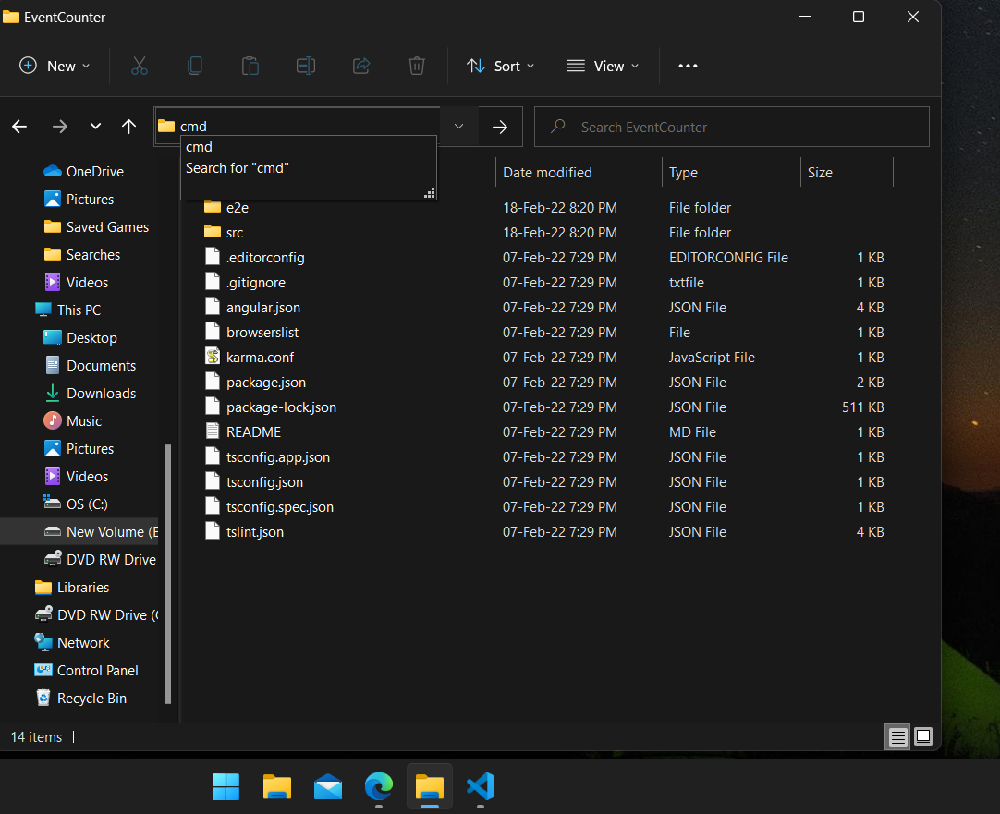 EventCounter
New
Sort
View
cmd
Search EventCounter
cmd
Search for "cmd"
Date modified
Type
Size
OneDrive
Pictures
Saved Games
Searches
Videos
This PC
Desktop
Documents
Downloads
Music
Pictures
Videos
OS (C:)
New Volume (E
DVD RW Drive
Libraries
DVD RW Drive (
Network
Control Panel
Recycle Bin
e2e 18-Feb-22 8:20 PM File folder
src 18-Feb-22 8:20 PM File folder
.editorconfig 07-Feb-22 7:29 PM EDITORCONFIG File 1 KB
.gitignore 07-Feb-22 7:29 PM txtfile 1 KB
angular.json 07-Feb-22 7:29 PM JSON File 4 KB
browserslist 07-Feb-22 7:29 PM File 1 KB
karma.conf 07-Feb-22 7:29 PM JavaScript File 1 KB
package.json 07-Feb-22 7:29 PM JSON File 2 KB
package-lock.json 07-Feb-22 7:29 PM JSON File 511 KB
README 07-Feb-22 7:29 PM MD File 1 KB
tsconfig.app.json 07-Feb-22 7:29 PM JSON File 1 KB
tsconfig.json 07-Feb-22 7:29 PM JSON File 1 KB
tsconfig.spec.json 07-Feb-22 7:29 PM JSON File 1 KB
tslint.json 07-Feb-22 7:29 PM JSON File 4 KB
14 items